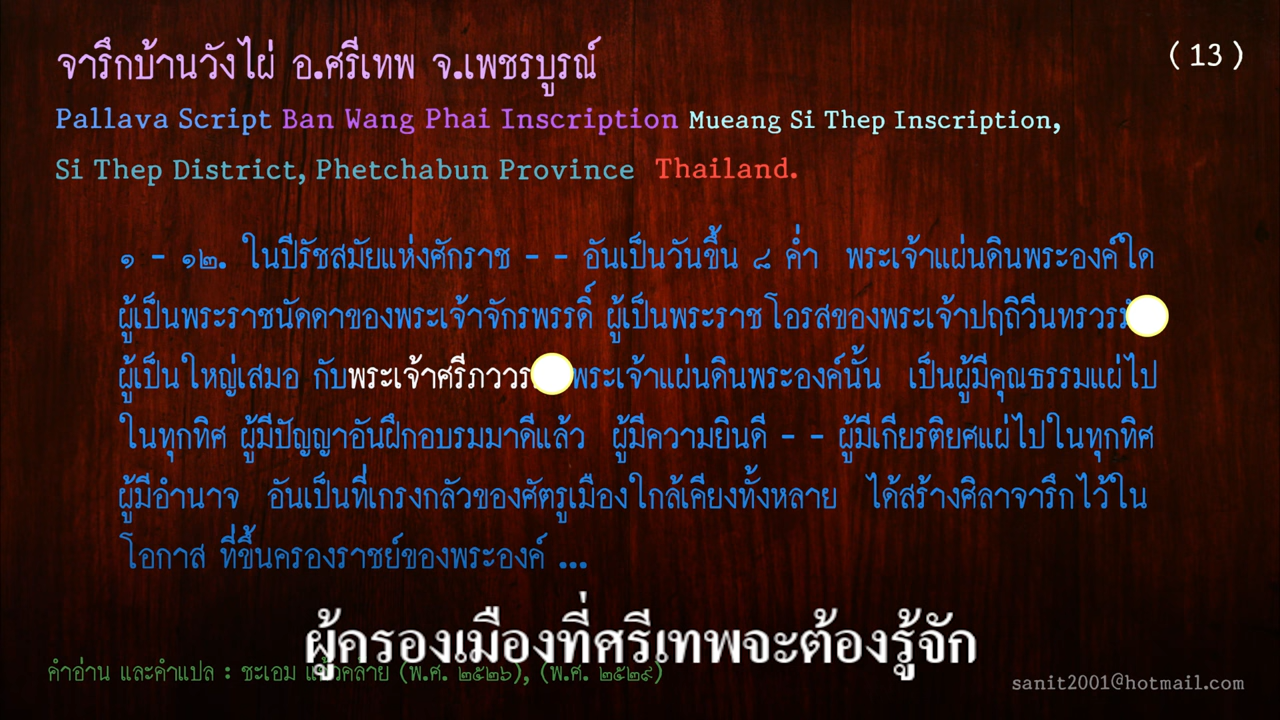 จารึกบ้านวังไผ่ อ.ศรีเทพ จ.เพชรบูรณ์
( 13 )
Pallava Script Ban Wang Phai Inscription Mueang Si Thep Inscription,
Si Thep District, Phetchabun Province Thailand.
๑ - ๑๒. ในปีรัชสมัยแห่งศักราช - - อันเป็นวันขึ้น ๘ ค่ำ พระเจ้าแผ่นดินพระองค์ใด
ผู้เป็นพระราชนัดดาของพระเจ้าจักรพรรดิ์ ผู้เป็นพระราชโอรสของพระเจ้า
ผู้เป็นใหญ่เสมอ กับ พระเจ้าแผ่นดินพระองค์นั้น เป็นผู้มีคุณธรรมแผ่ไป
ในทุกทิศ ผู้มีปัญญาอันฝึกอบรมมาดีแล้ว ผู้มีความยินดี - - ผู้มีเกียรติยศแผ่ไปในทุกทิศ
ผู้มีอำนาจ อันเป็นที่เกรงกลัวของศัตรูเมืองใกล้เคียงทั้งหลาย ได้สร้างศิลาจารึกไว้ใน
โอกาส ที่ขึ้นครองราชย์ของพระองค์ ...
ผู้ครองเมืองที่ศรีเทพจะต้องรู้จัก
คำอ่าน และคำแปล : ชะเอม แก้วคล้าย (พ.ศ. ๒๕๒๖), (พ.ศ. ๒๕๒๙)
sanit2001@hotmail.com